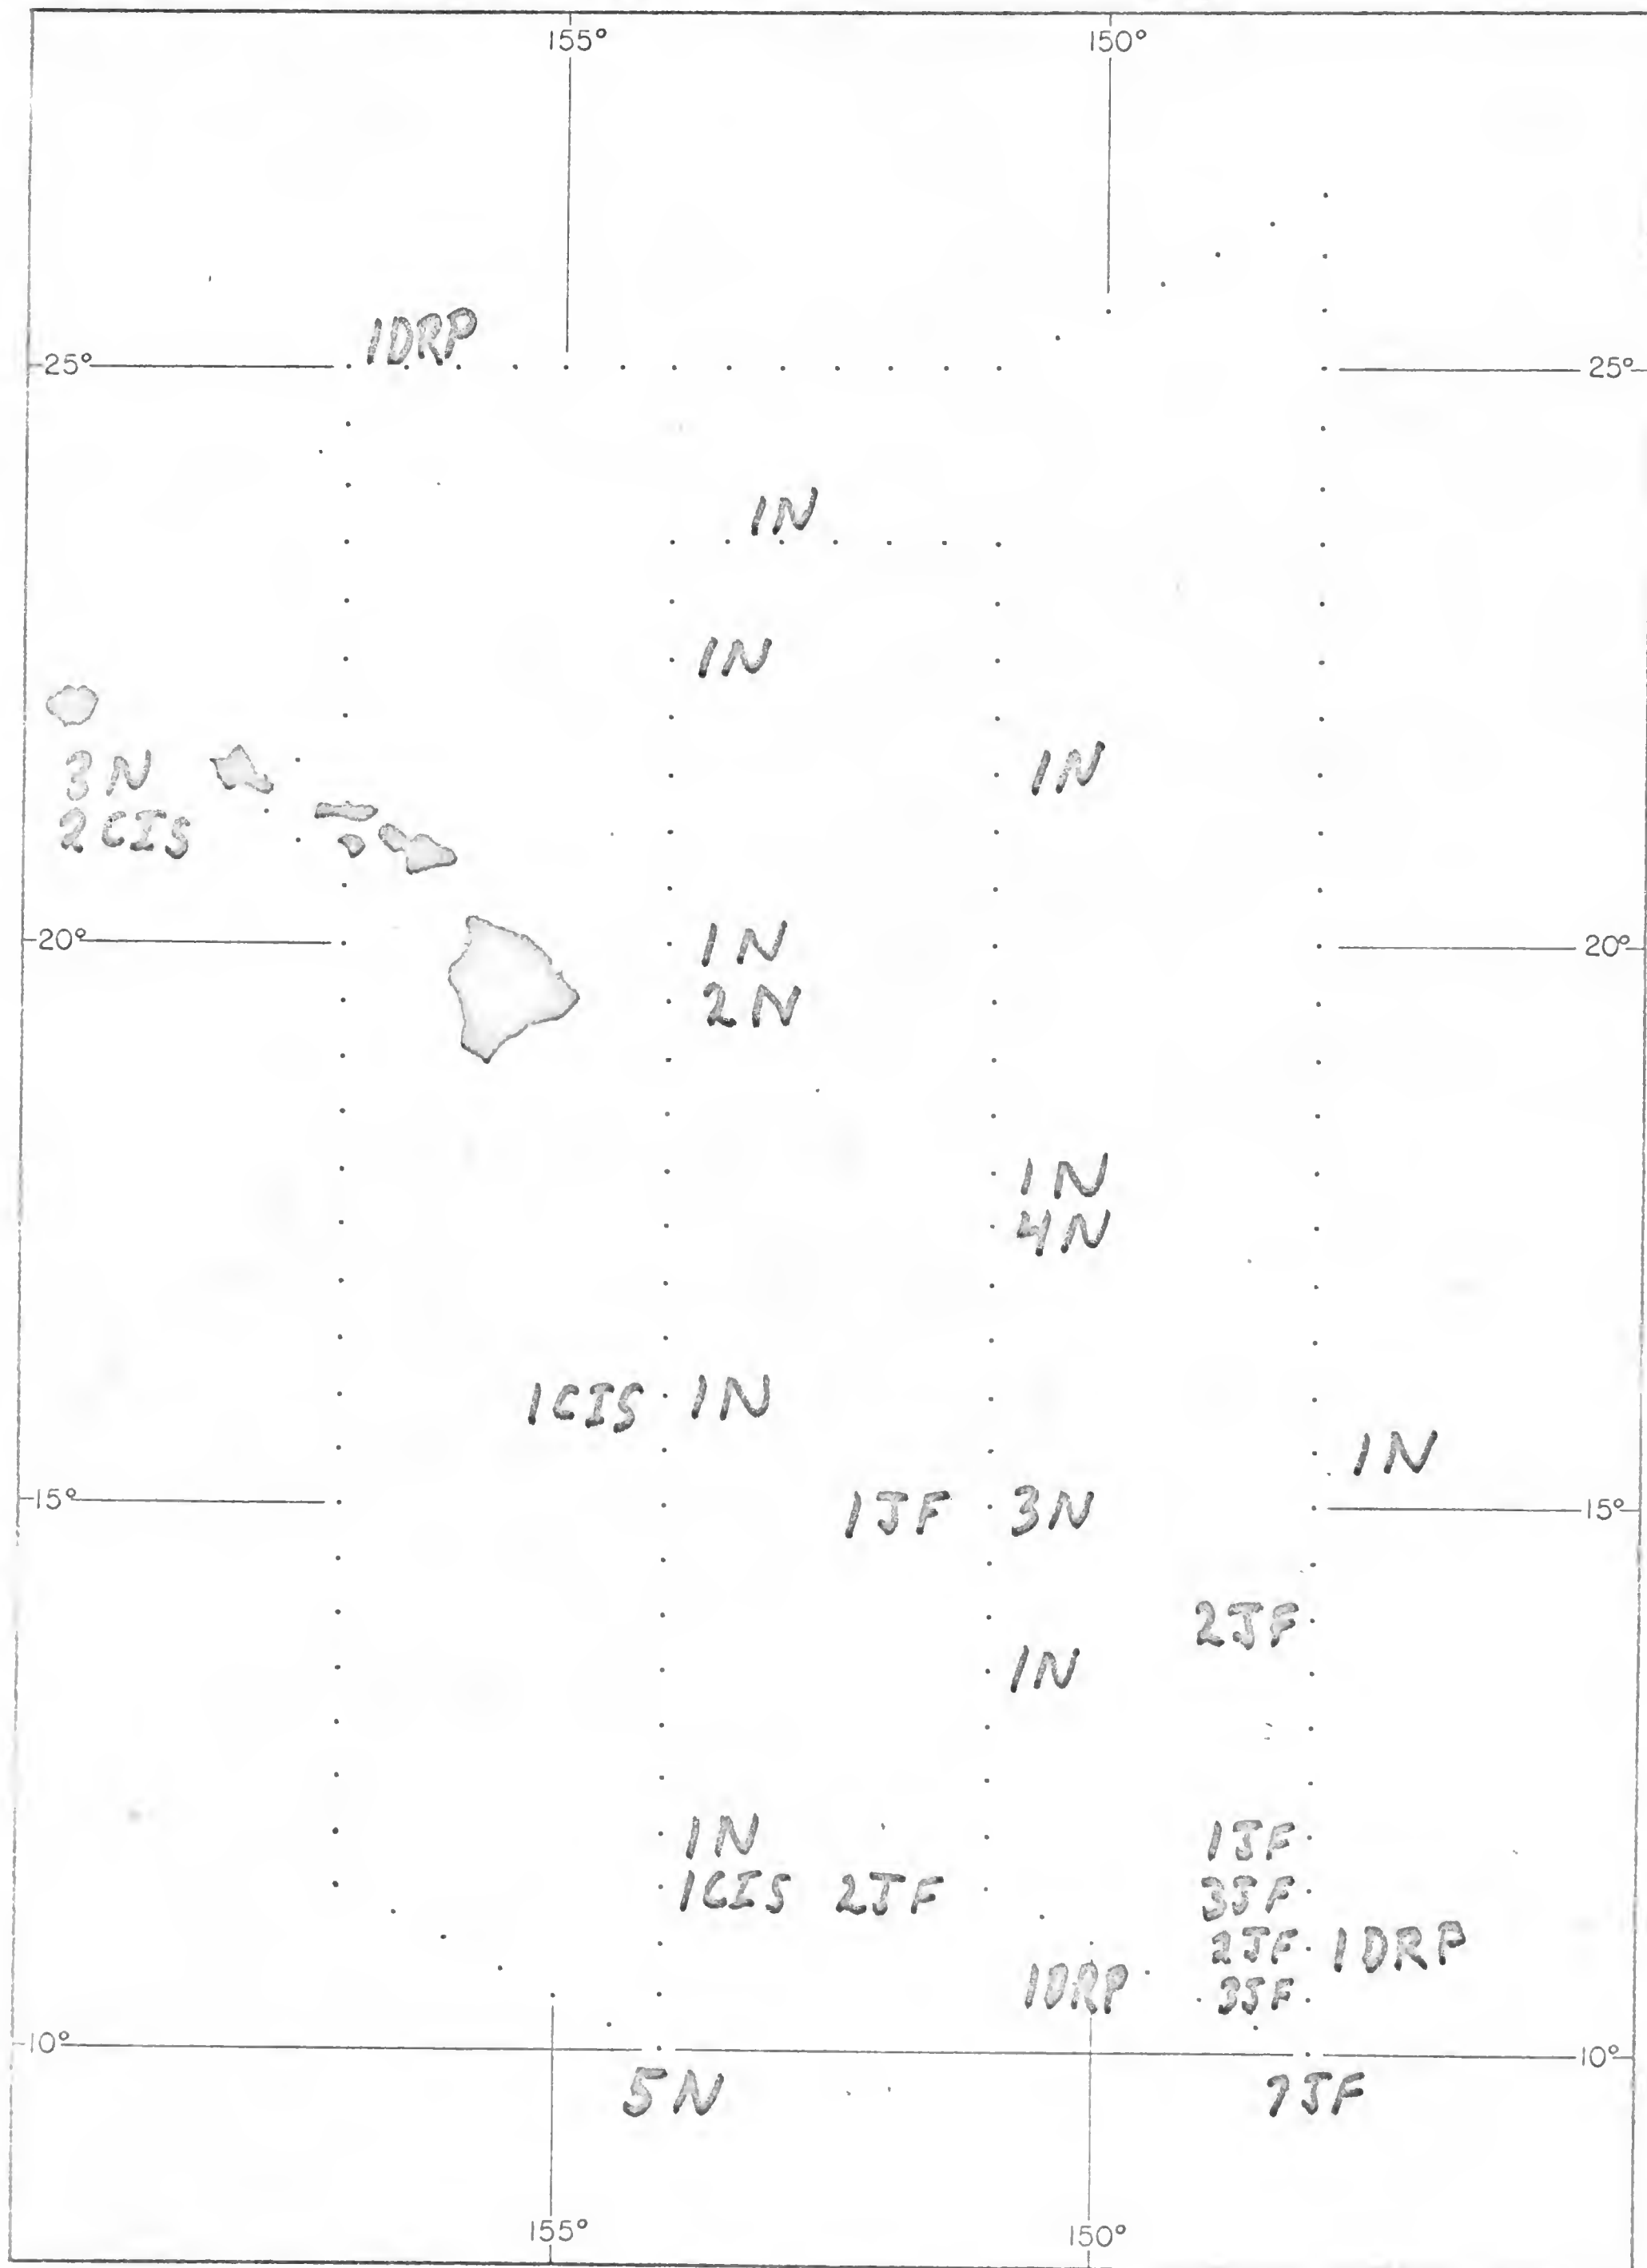 155° 150°
1DRP
25° 25°
1N
1N
3N 1N
2CIS
20° 1N 20°
2N
1N
4N
1CIS 1N
1N
15° 1JF 3N 15°
2JF
1N
1N 1JF
1CIS 2JF 3JF
2JF 1DRP
1DRP 3JF
10° 10°
5N 7JF
155° 150°